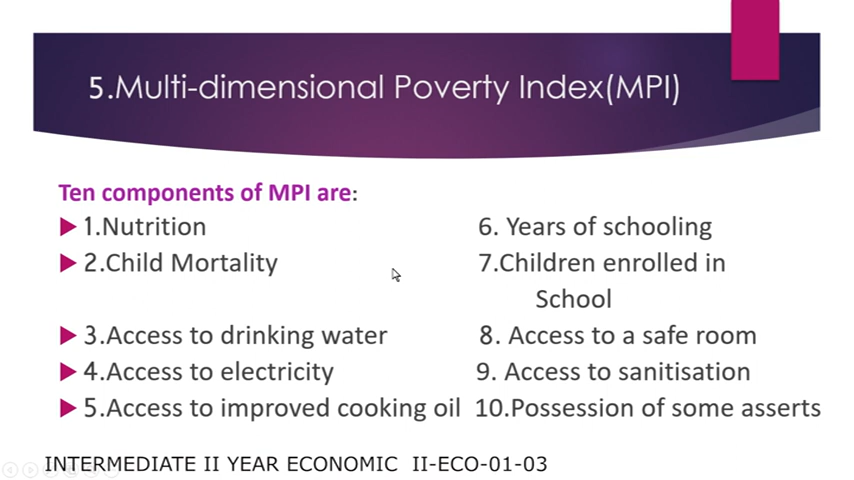 5.Multi-dimensional Poverty Index(MPI)
Ten components of MPI are:
1.Nutrition
6. Years of schooling
2.Child Mortality
7.Children enrolled in
School
3.Access to drinking water
8. Access to a safe room
4.Access to electricity
9. Access to sanitisation
5.Access to improved cooking oil
10.Possession of some asserts
INTERMEDIATE II YEAR ECONOMIC II-ECO-01-03